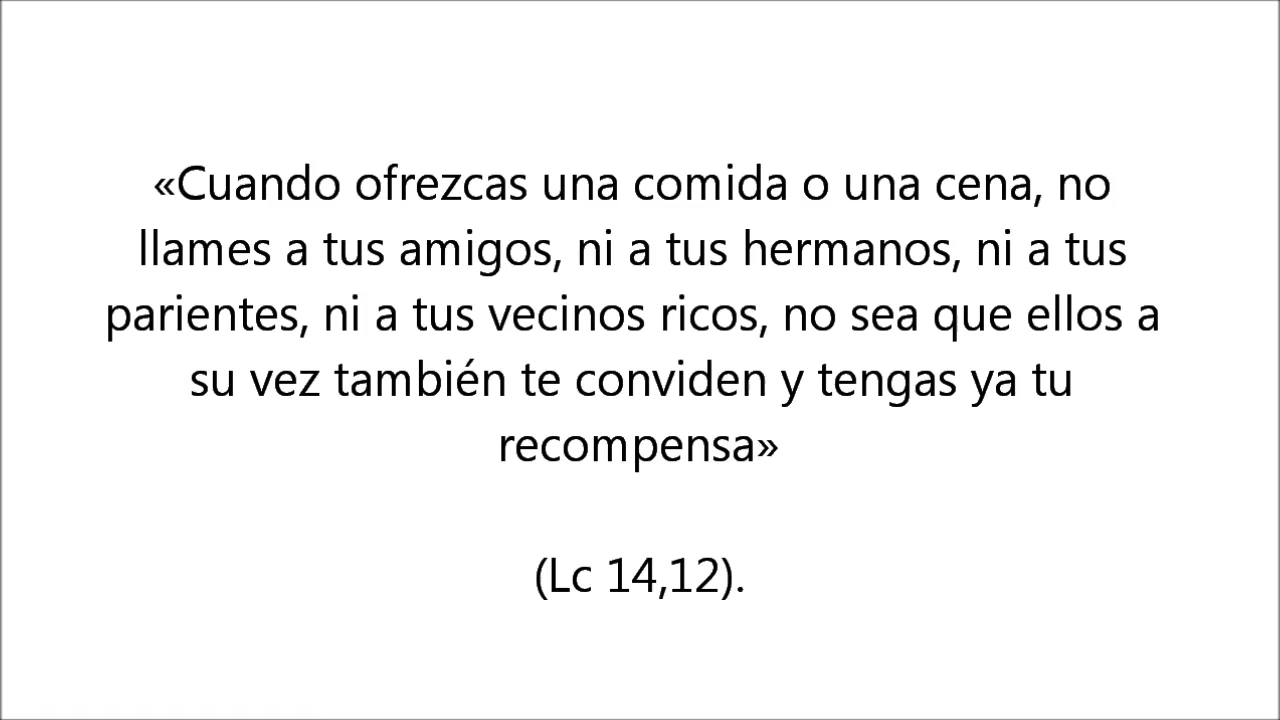 «Cuando ofrezcas una comida o una cena, no
llames a tus amigos, ni a tus hermanos, ni a tus
parientes, ni a tus vecinos ricos, no sea que ellos a
su vez también te conviden y tengas ya tu
recompensa»
(Lc 14,12).